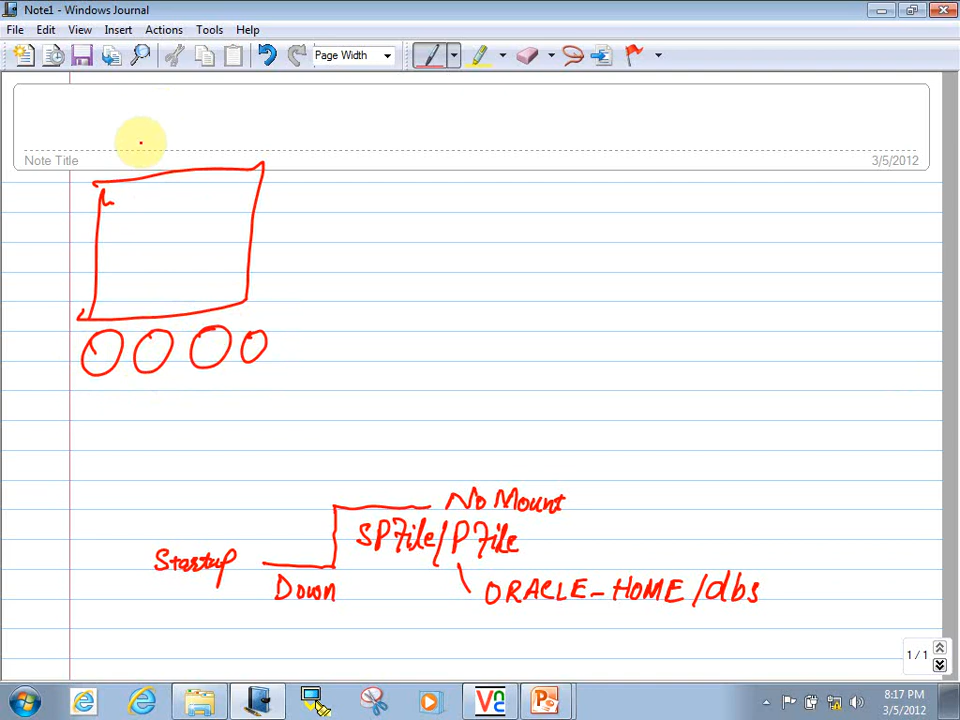 Note1 - Windows Journal
File Edit View Insert Actions Tools Help
Page Width
Note Title
3/5/2012
No Mount
SPFile/PFile
Startup
Down
ORACLE-HOME/dbs
1 / 1
8:17 PM
3/5/2012